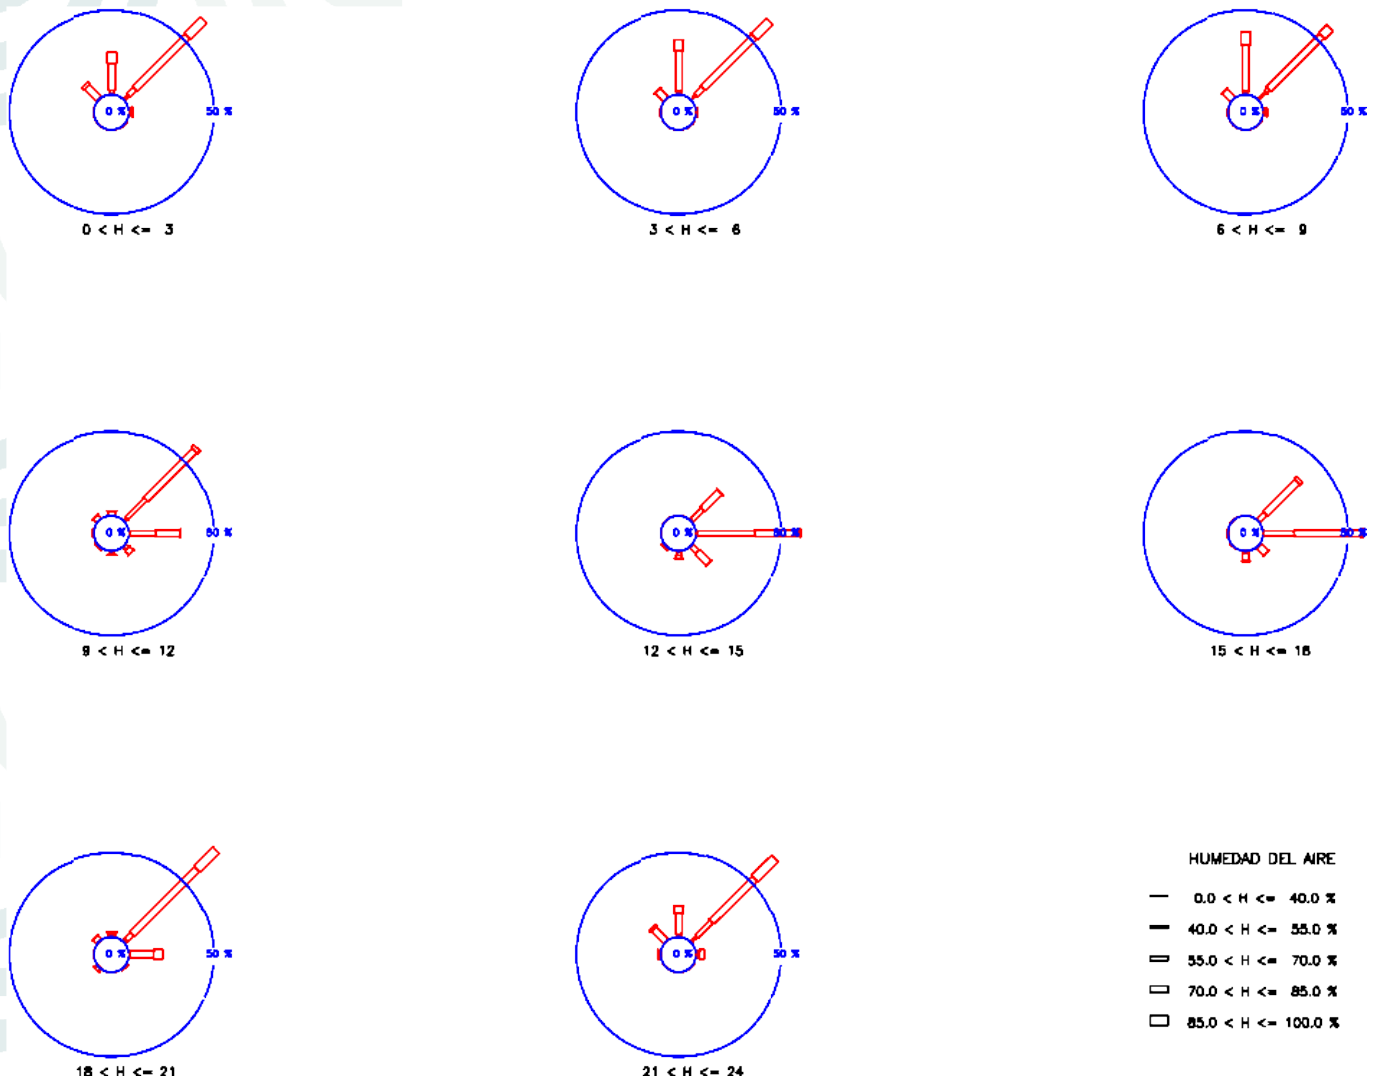 0 % 50 %
0 < H <= 3
0 % 50 %
3 < H <= 6
0 % 50 %
6 < H <= 9
0 % 50 %
9 < H <= 12
0 % 50 %
12 < H <= 15
0 % 50 %
15 < H <= 18
0 % 50 %
18 < H <= 21
0 % 50 %
21 < H <= 24
HUMEDAD DEL AIRE
0.0 < H <= 40.0 %
40.0 < H <= 55.0 %
55.0 < H <= 70.0 %
70.0 < H <= 85.0 %
85.0 < H <= 100.0 %